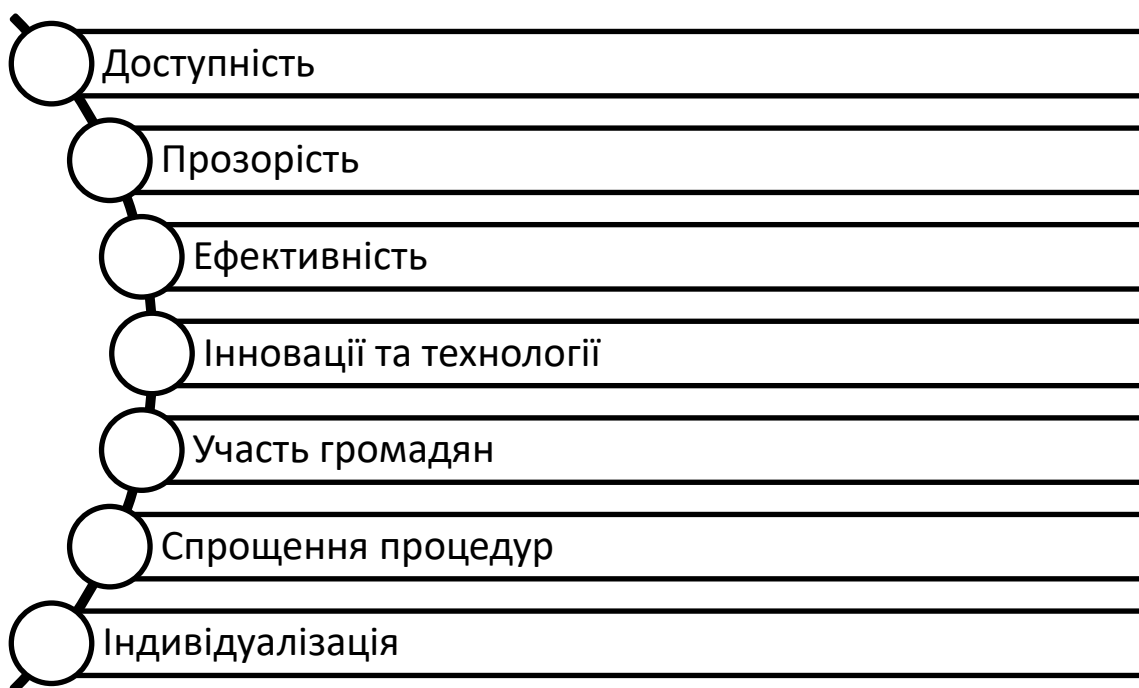 Доступність
Прозорість
Ефективність
Інновації та технології
Участь громадян
Спрощення процедур
Індивідуалізація